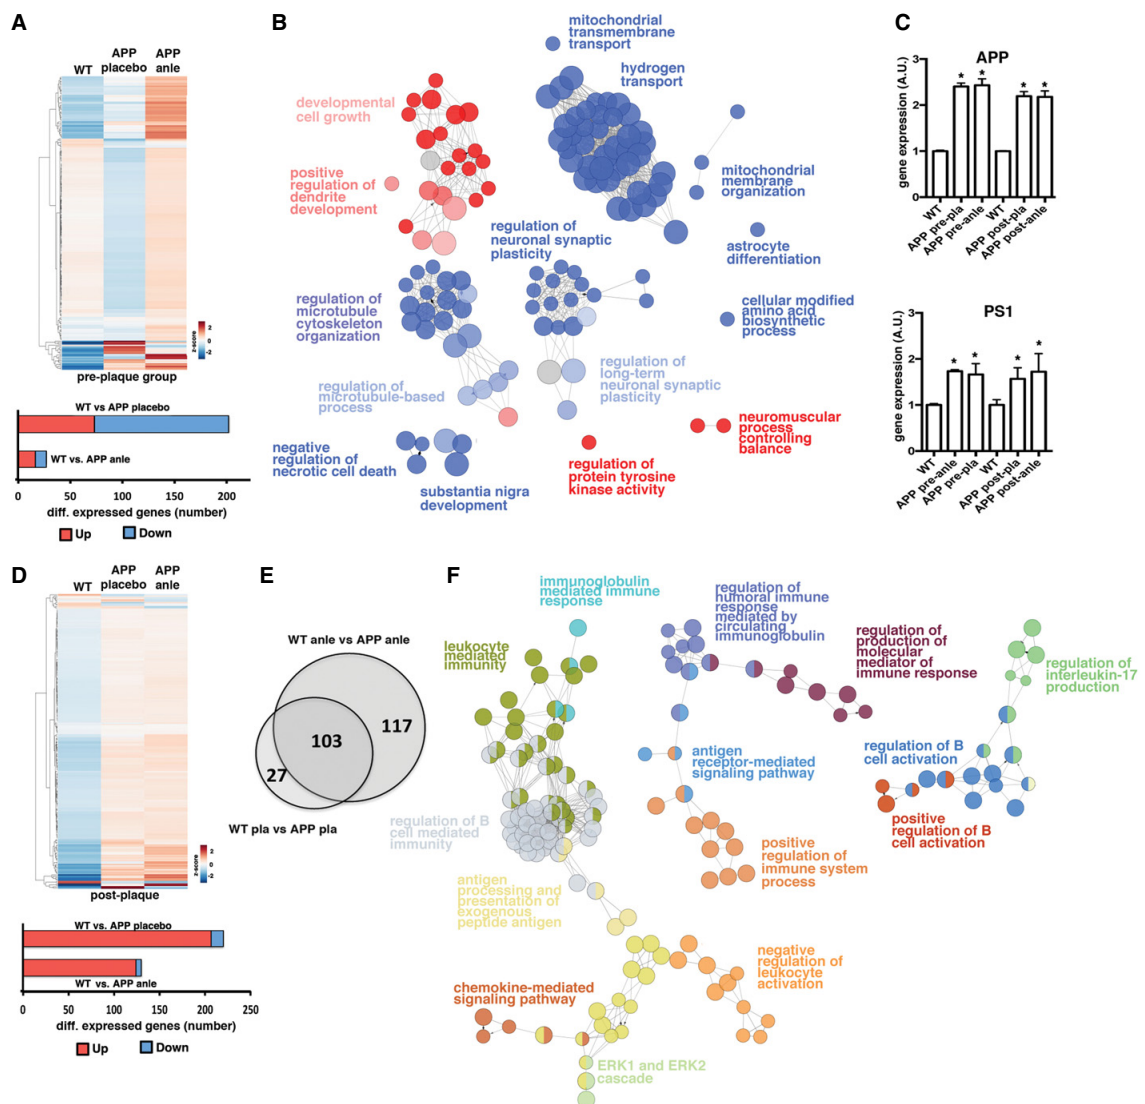 A
WT
APP
placebo
APP
anle
z-score
2
0
-2
pre-plaque group
WT vs APP placebo
WT vs. APP anle
0
50
100
150
200
diff. expressed genes (number)
Up
Down
B
mitochondrial
transmembrane
transport
hydrogen
transport
developmental
cell growth
positive
regulation of
dendrite
development
mitochondrial
membrane
organization
regulation of
neuronal synaptic
plasticity
astrocyte
differentiation
regulation of
microtubule
cytoskeleton
organization
cellular modified
amino acid
biosynthetic
process
regulation of
microtubule-based
process
regulation of
long-term
neuronal synaptic
plasticity
negative
regulation of
necrotic cell death
substantia nigra
development
regulation of
protein tyrosine
kinase activity
neuromuscular
process
controlling
balance
C
APP
gene expression (A.U.)
3
2
1
0
* * * *
WT
APP pre-pla
APP pre-anle
WT
APP post-pla
APP post-anle
PS1
gene expression (A.U)
3
2
1
0
* * * *
WT
APP pre-anle
APP pre-pla
WT
APP post-pla
APP post-anle
D
WT
APP
placebo
APP
anle
z-score
2
0
-2
post-plaque
WT vs. APP placebo
WT vs. APP anle
0
50
100
150
200
250
diff. expressed genes (number)
Up
Down
E
WT anle vs APP anle
117
103
27
WT pla vs APP pla
F
immunoglobulin
mediated immune
response
leukocyte
mediated
immunity
regulation of
humoral immune
response
mediated by
circulating
immunoglobulin
regulation of
production of
molecular
mediator of
immune response
regulation of
interleukin-17
production
antigen
receptor-mediated
signaling pathway
regulation of B
cell activation
positive
regulation of B
cell activation
regulation of B
cell mediated
immunity
positive
regulation of
immune system
process
antigen
processing and
presentation of
exogenous
peptide antigen
negative
regulation of
leukocyte
activation
chemokine-mediated
signaling pathway
ERK1 and ERK2
cascade